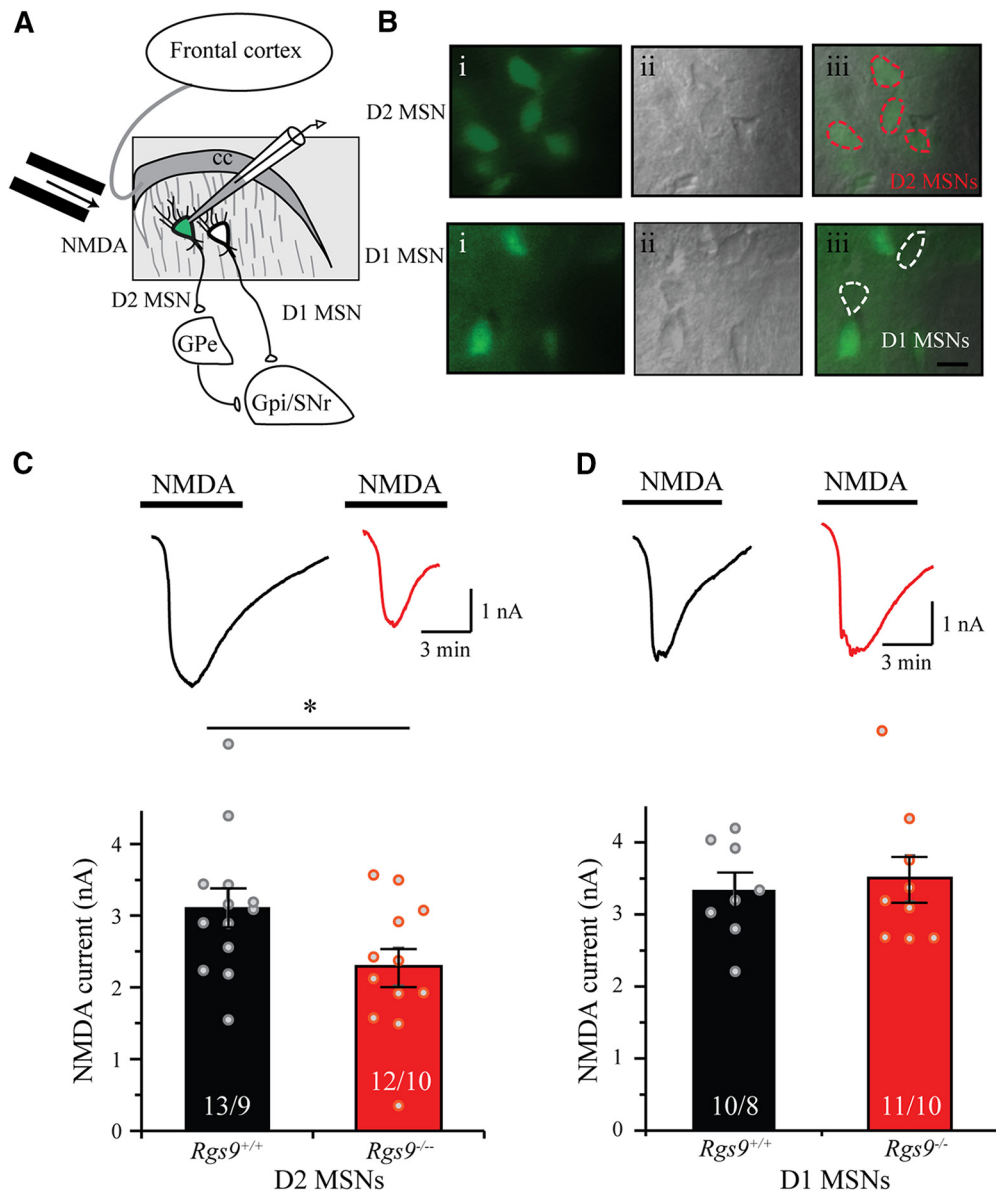 A
Frontal cortex
cc
NMDA
D2 MSN
D1 MSN
GPe
Gpi/SNr
B
D2 MSN
i
ii
iii
D2 MSNs
D1 MSN
i
ii
iii
D1 MSNs
C
NMDA
NMDA
1 nA
3 min
*
NMDA current (nA)
4
3
2
1
0
13/9
12/10
Rgs9+/+
Rgs9-/--
D2 MSNs
D
NMDA
NMDA
1 nA
3 min
NMDA current (nA)
4
3
2
1
0
10/8
11/10
Rgs9+/+
Rgs9-/-
D1 MSNs